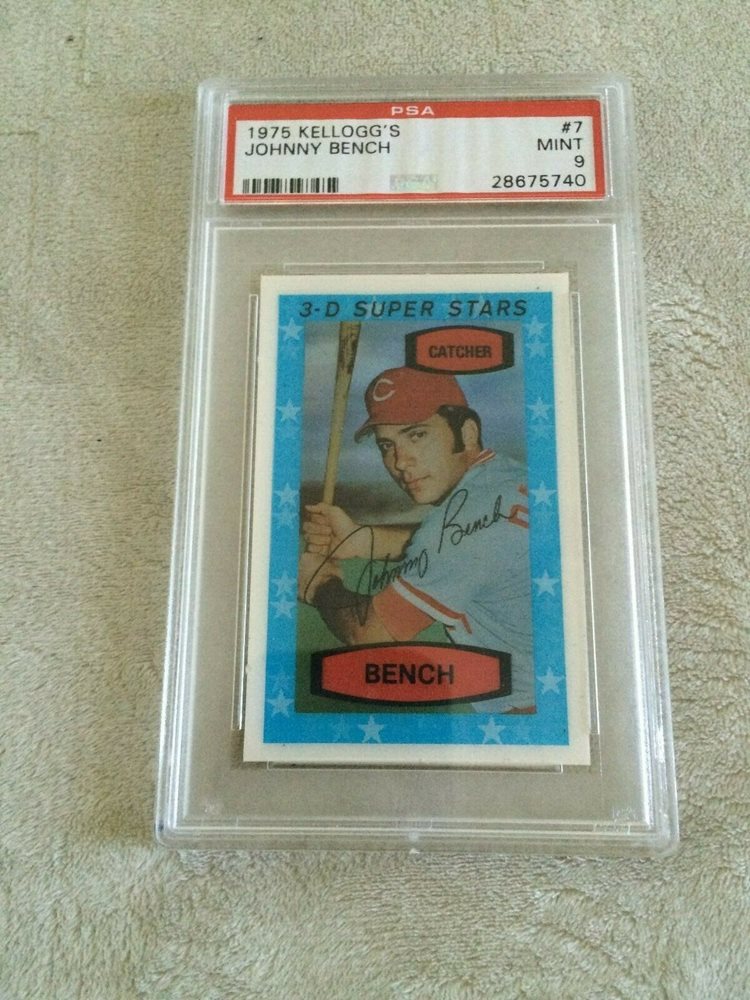 PSA
1975 KELLOGG'S #7
JOHNNY BENCH MINT
9
28675740
3-D SUPER STARS
CATCHER
C
Johnny Bench
BENCH